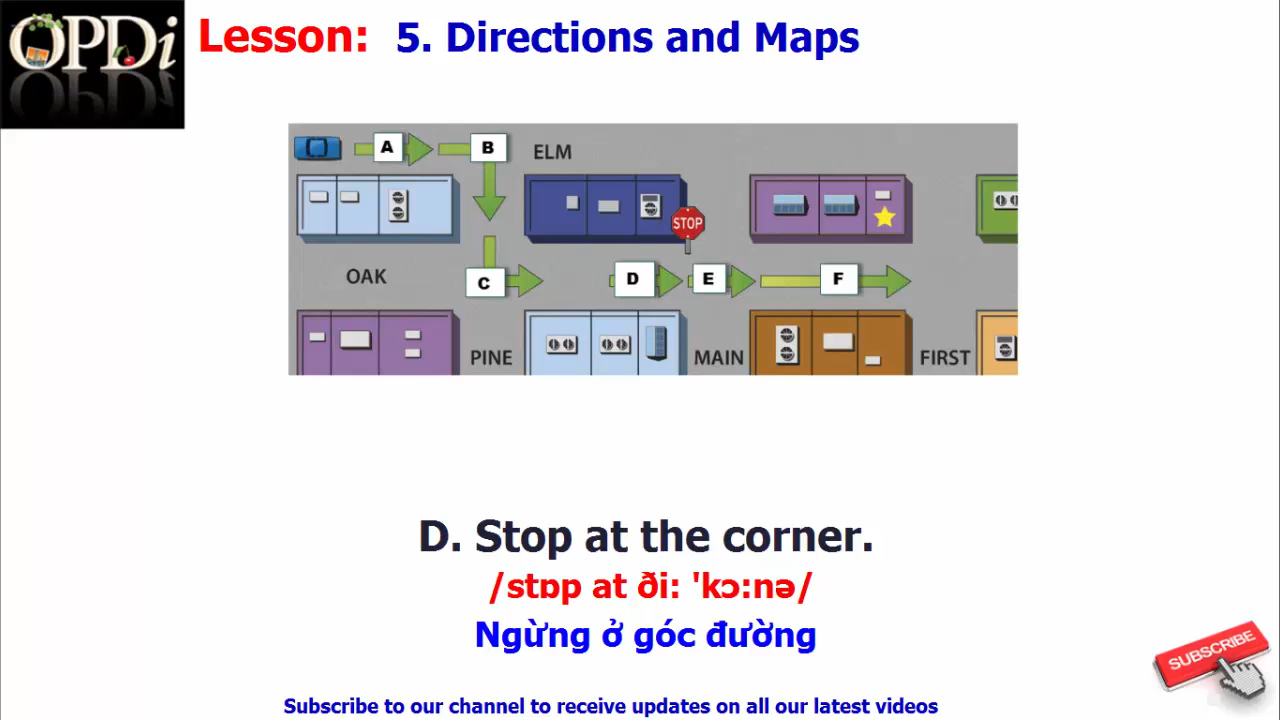 OPDi
Lesson: 5. Directions and Maps
A B ELM
STOP
OAK C D E F
PINE MAIN FIRST
D. Stop at the corner.
/stɒp at ði: 'kɔ:nə/
Ngừng ở góc đường
SUBSCRIBE
Subscribe to our channel to receive updates on all our latest videos